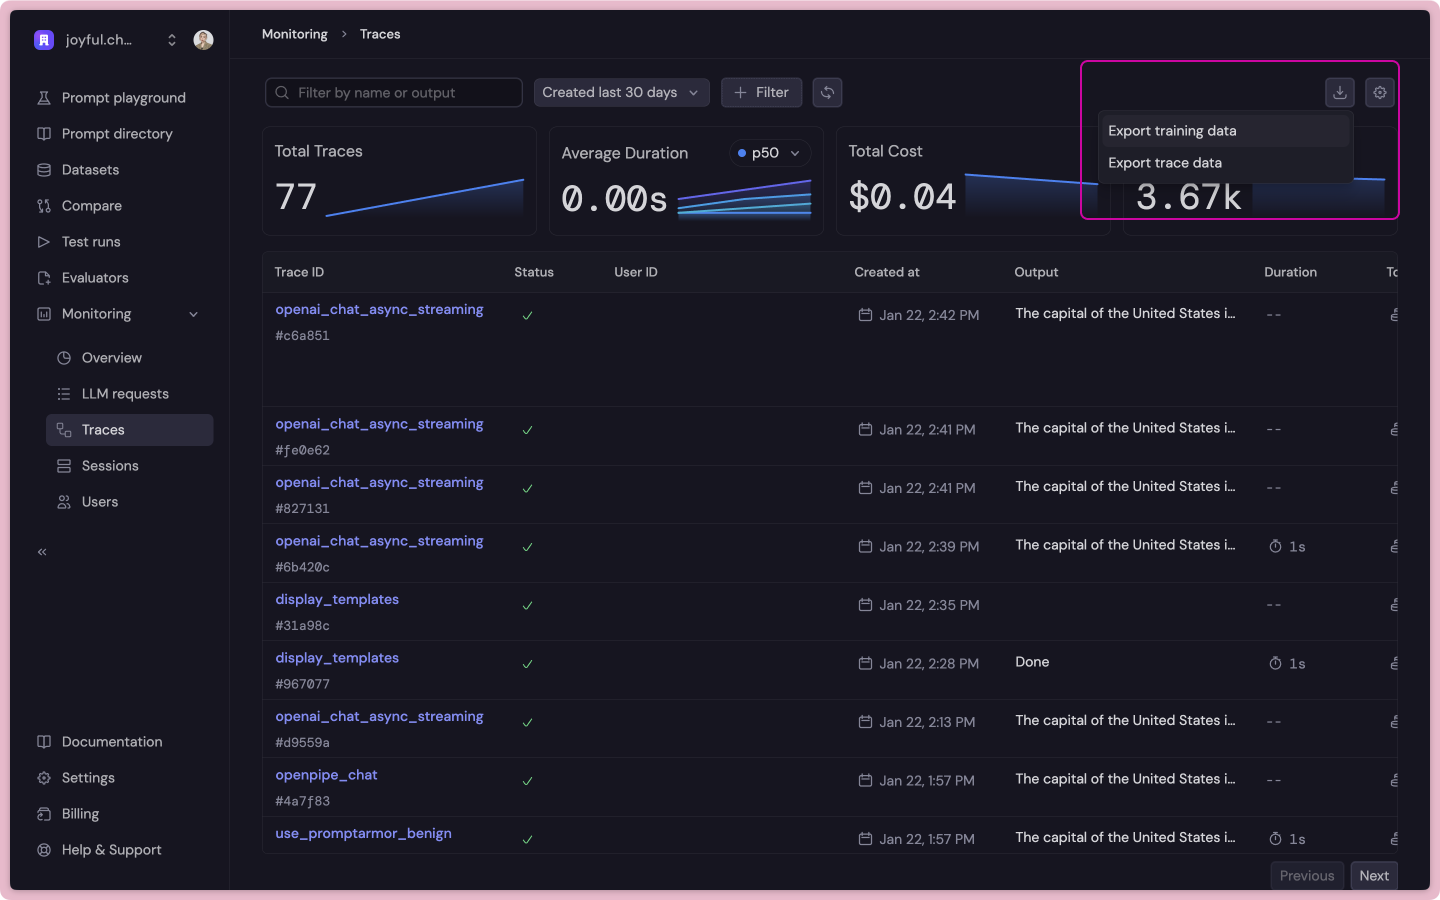 joyful.ch...
Monitoring > Traces
Prompt playground
Prompt directory
Datasets
Compare
Test runs
Evaluators
Monitoring
Overview
LLM requests
Traces
Sessions
Users
«
Documentation
Settings
Billing
Help & Support
Filter by name or output
Created last 30 days
+ Filter
Export training data
Export trace data
Total Traces
77
Average Duration
p50
0.00s
Total Cost
$0.04
3.67k
Trace ID Status User ID Created at Output Duration To
openai_chat_async_streaming Jan 22, 2:42 PM The capital of the United States i... --
#c6a851
openai_chat_async_streaming Jan 22, 2:41 PM The capital of the United States i... --
#fe0e62
openai_chat_async_streaming Jan 22, 2:41 PM The capital of the United States i... --
#827131
openai_chat_async_streaming Jan 22, 2:39 PM The capital of the United States i... 1s
#6b420c
display_templates Jan 22, 2:35 PM --
#31a98c
display_templates Jan 22, 2:28 PM Done 1s
#967077
openai_chat_async_streaming Jan 22, 2:13 PM The capital of the United States i... --
#d9559a
openpipe_chat Jan 22, 1:57 PM The capital of the United States i... --
#4a7f83
use_promptarmor_benign Jan 22, 1:57 PM The capital of the United States i... 1s
Previous Next